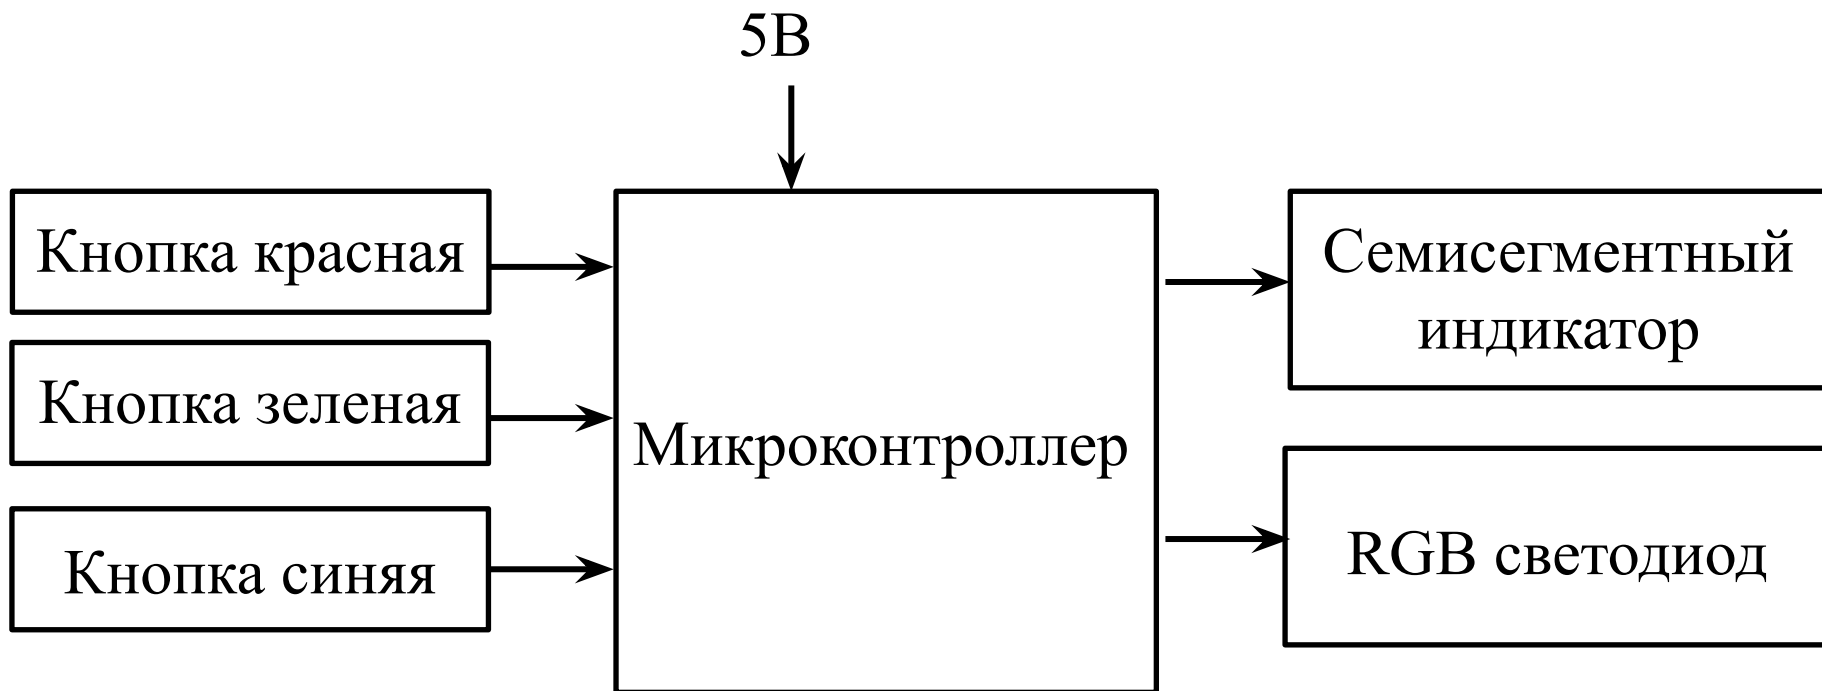 5В
Кнопка красная
Кнопка зеленая
Кнопка синяя
Микроконтроллер
Семисегментный
индикатор
RGB светодиод